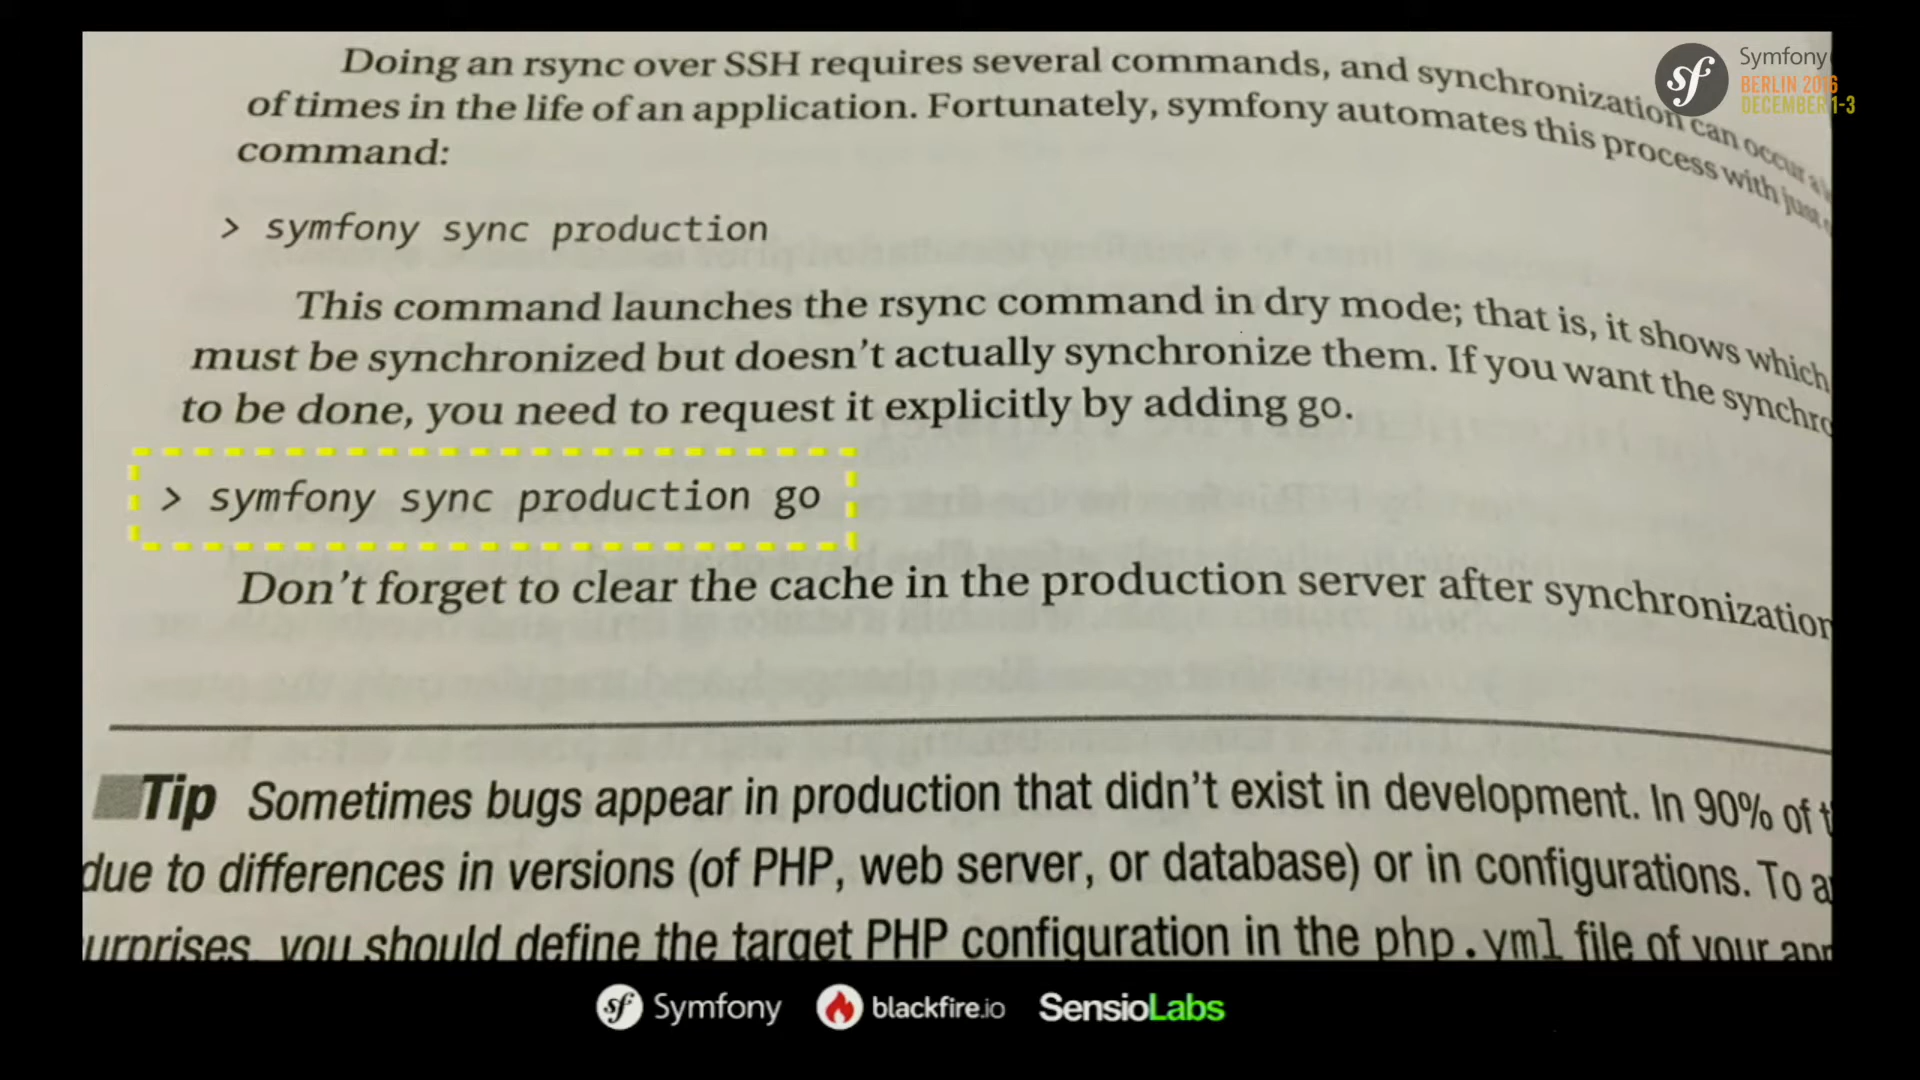 Doing an rsync over SSH requires several commands, and synchronization can occur a
of times in the life of an application. Fortunately, symfony automates this process with just
command:
> symfony sync production
This command launches the rsync command in dry mode; that is, it shows which
must be synchronized but doesn't actually synchronize them. If you want the synchro
to be done, you need to request it explicitly by adding go.
> symfony sync production go
Don't forget to clear the cache in the production server after synchronization
Tip Sometimes bugs appear in production that didn't exist in development. In 90% of t
due to differences in versions (of PHP, web server, or database) or in configurations. To a
urprises, you should define the target PHP configuration in the php.yml file of your
sf Symfony
BERLIN 2016
DECEMBER 1-3
sf Symfony
blackfire.io
SensioLabs